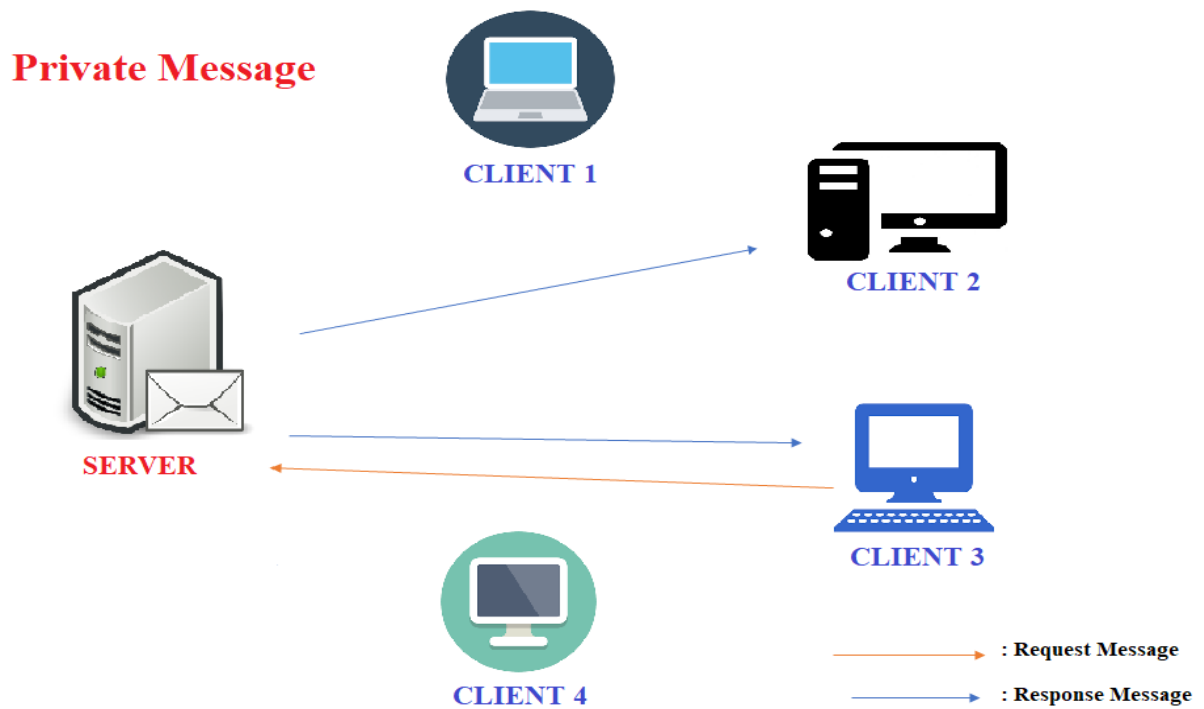 Private Message
CLIENT 1
CLIENT 2
SERVER
CLIENT 3
CLIENT 4
: Request Message
: Response Message